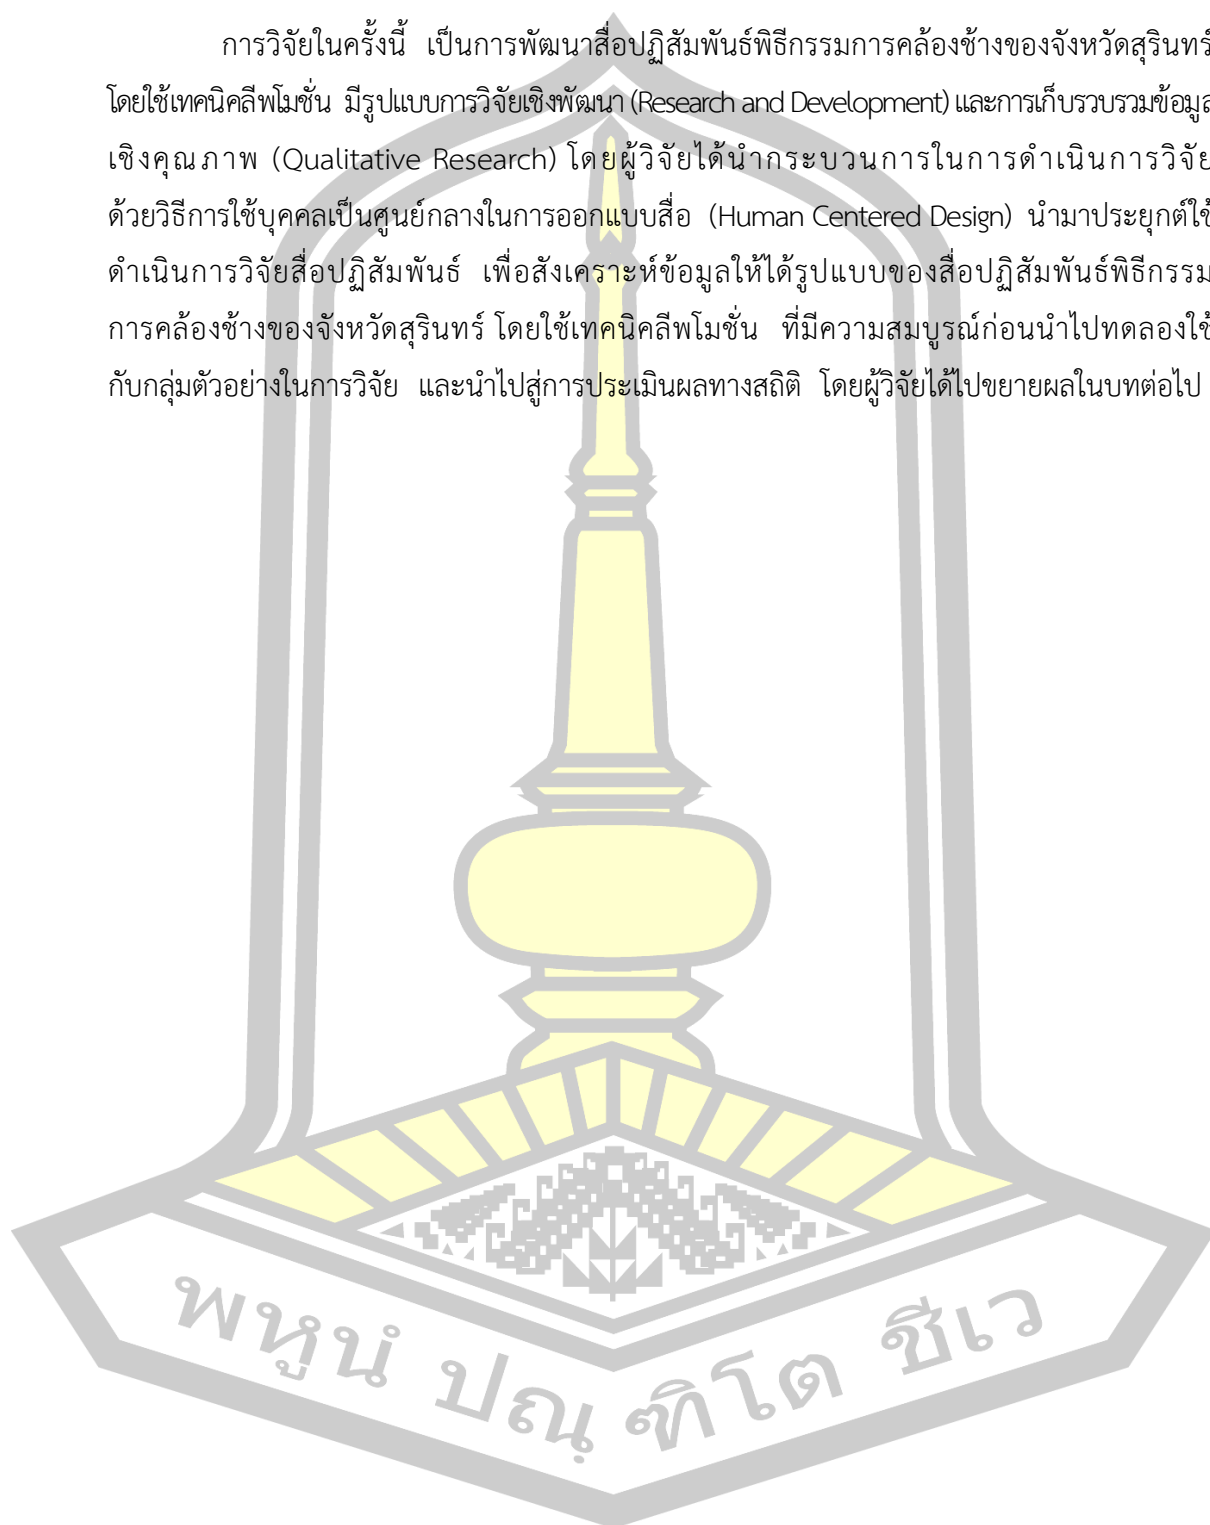 การวิจัยในครั้งนี้ เป็นการพัฒนาสื่อปฏิสัมพันธ์พิธีกรรมการคล้องช้างของจังหวัดสุรินทร์
โดยใช้เทคนิคลีพโมชั่น มีรูปแบบการวิจัยเชิงพัฒนา (Research and Development) และการเก็บรวบรวมข้อมูล
เชิงคุณภาพ (Qualitative Research) โดยผู้วิจัยได้นำกระบวนการในการดำเนินการวิจัย
ด้วยวิธีการใช้บุคคลเป็นศูนย์กลางในการออกแบบสื่อ (Human Centered Design) นำมาประยุกต์ใช้
ดำเนินการวิจัยสื่อปฏิสัมพันธ์ เพื่อสังเคราะห์ข้อมูลให้ได้รูปแบบของสื่อปฏิสัมพันธ์พิธีกรรม
การคล้องช้างของจังหวัดสุรินทร์ โดยใช้เทคนิคลีพโมชั่น ที่มีความสมบูรณ์ก่อนนำไปทดลองใช้
กับกลุ่มตัวอย่างในการวิจัย และนำไปสู่การประเมินผลทางสถิติ โดยผู้วิจัยได้ไปขยายผลในบทต่อไป
พหูนํ ปณฺฑิโต ชีเว